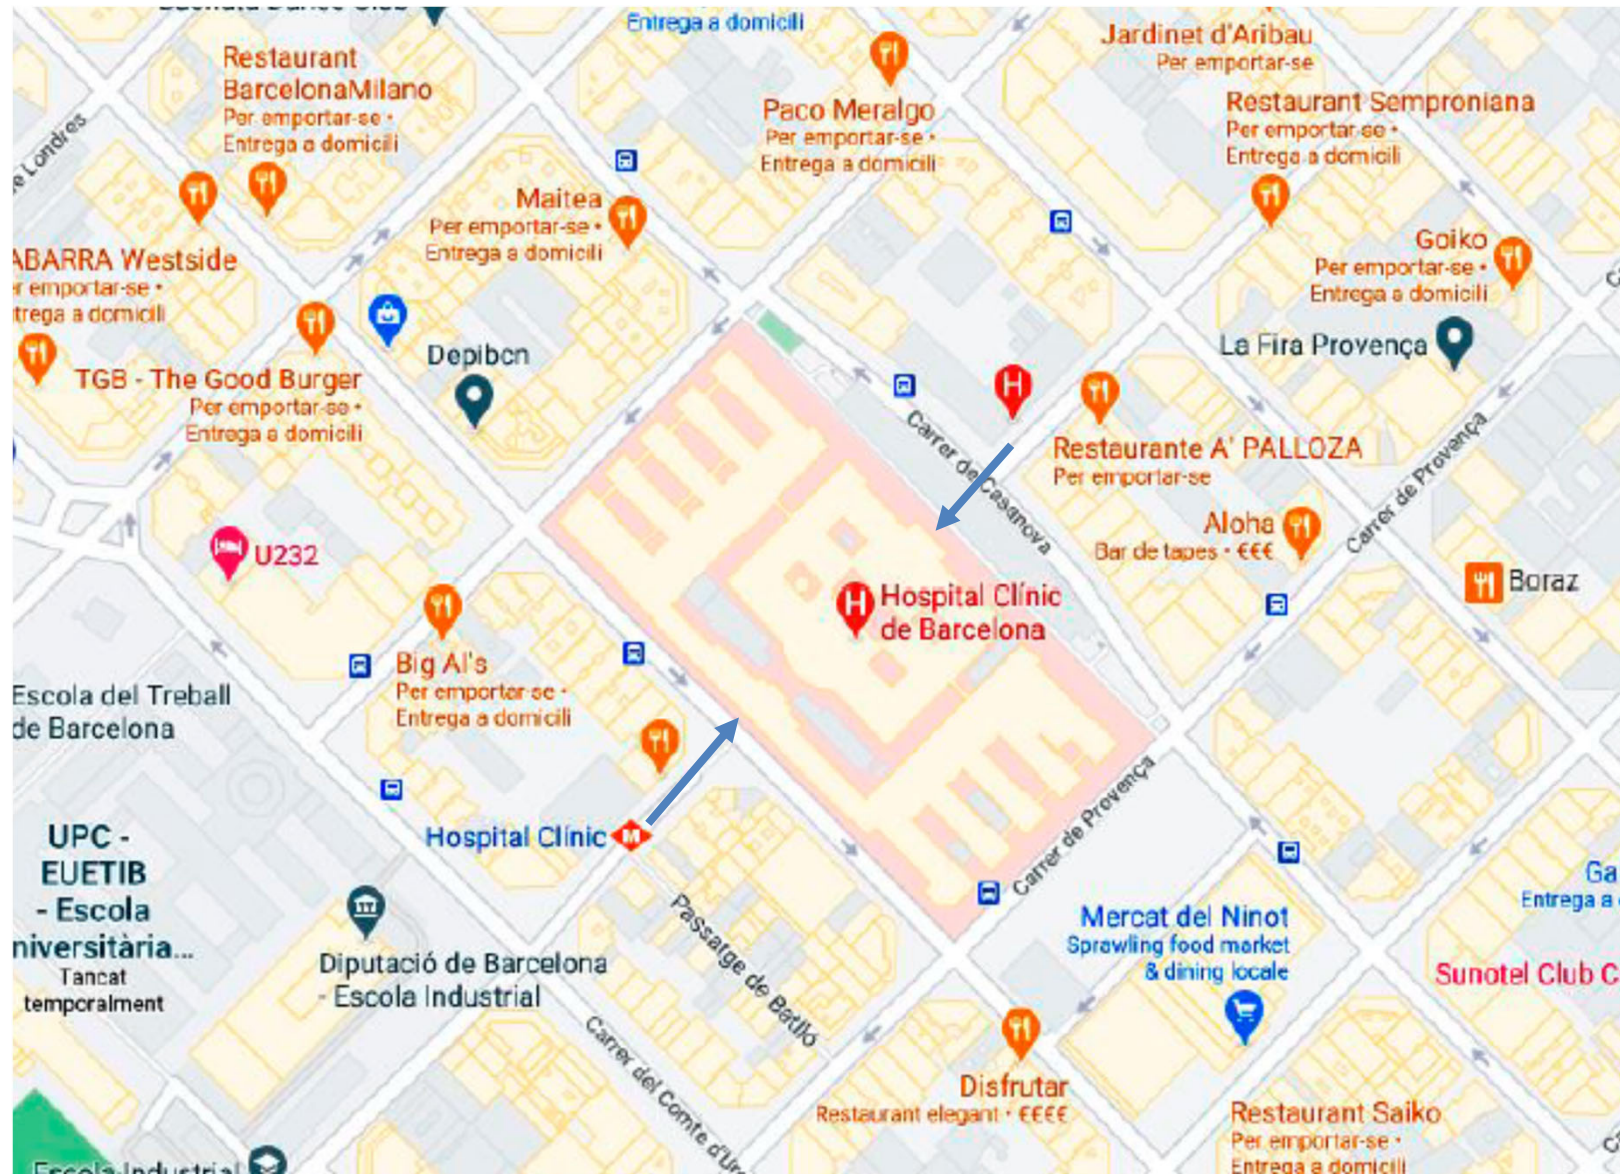 Entrega a domicili
Jardinet d'Aribau
Per emportar-se
Restaurant
BarcelonaMilano
Per emportar-se •
Entrega a domicili
Paco Meralgo
Per emportar-se •
Entrega a domicili
Restaurant Semproniana
Per emportar-se •
Entrega a domicili
Londres
Maitea
Per emportar-se •
Entrega a domicili
ABARRA Westside
emportar-se •
trega a domicili
Goiko
Per emportar-se •
Entrega a domicili
La Fira Provença
Depibcn
TGB - The Good Burger
Per emportar-se •
Entrega a domicili
H
Carrer de Casanova
Restaurante A' PALLOZA
Per emportar-se
Carrer de Provença
Aloha
Bar de tapes • €€€
U232
Boraz
H
Hospital Clínic
de Barcelona
Big Al's
Per emportar-se •
Entrega a domicili
Escola del Treball
de Barcelona
Carrer de Provença
Hospital Clínic
M
UPC -
EUETIB
- Escola
niversitària...
Tancat
temporalment
Passatge de Batlló
Diputació de Barcelona
- Escola Industrial
Mercat del Ninot
Sprawling food market
& dining locale
Ga
Entrega a
Sunotel Club C
Carrer del Comte d'Ur
Disfrutar
Restaurant elegant • €€€€
Restaurant Saiko
Per emportar-se •
Entrega a domicili
Escola Industrial